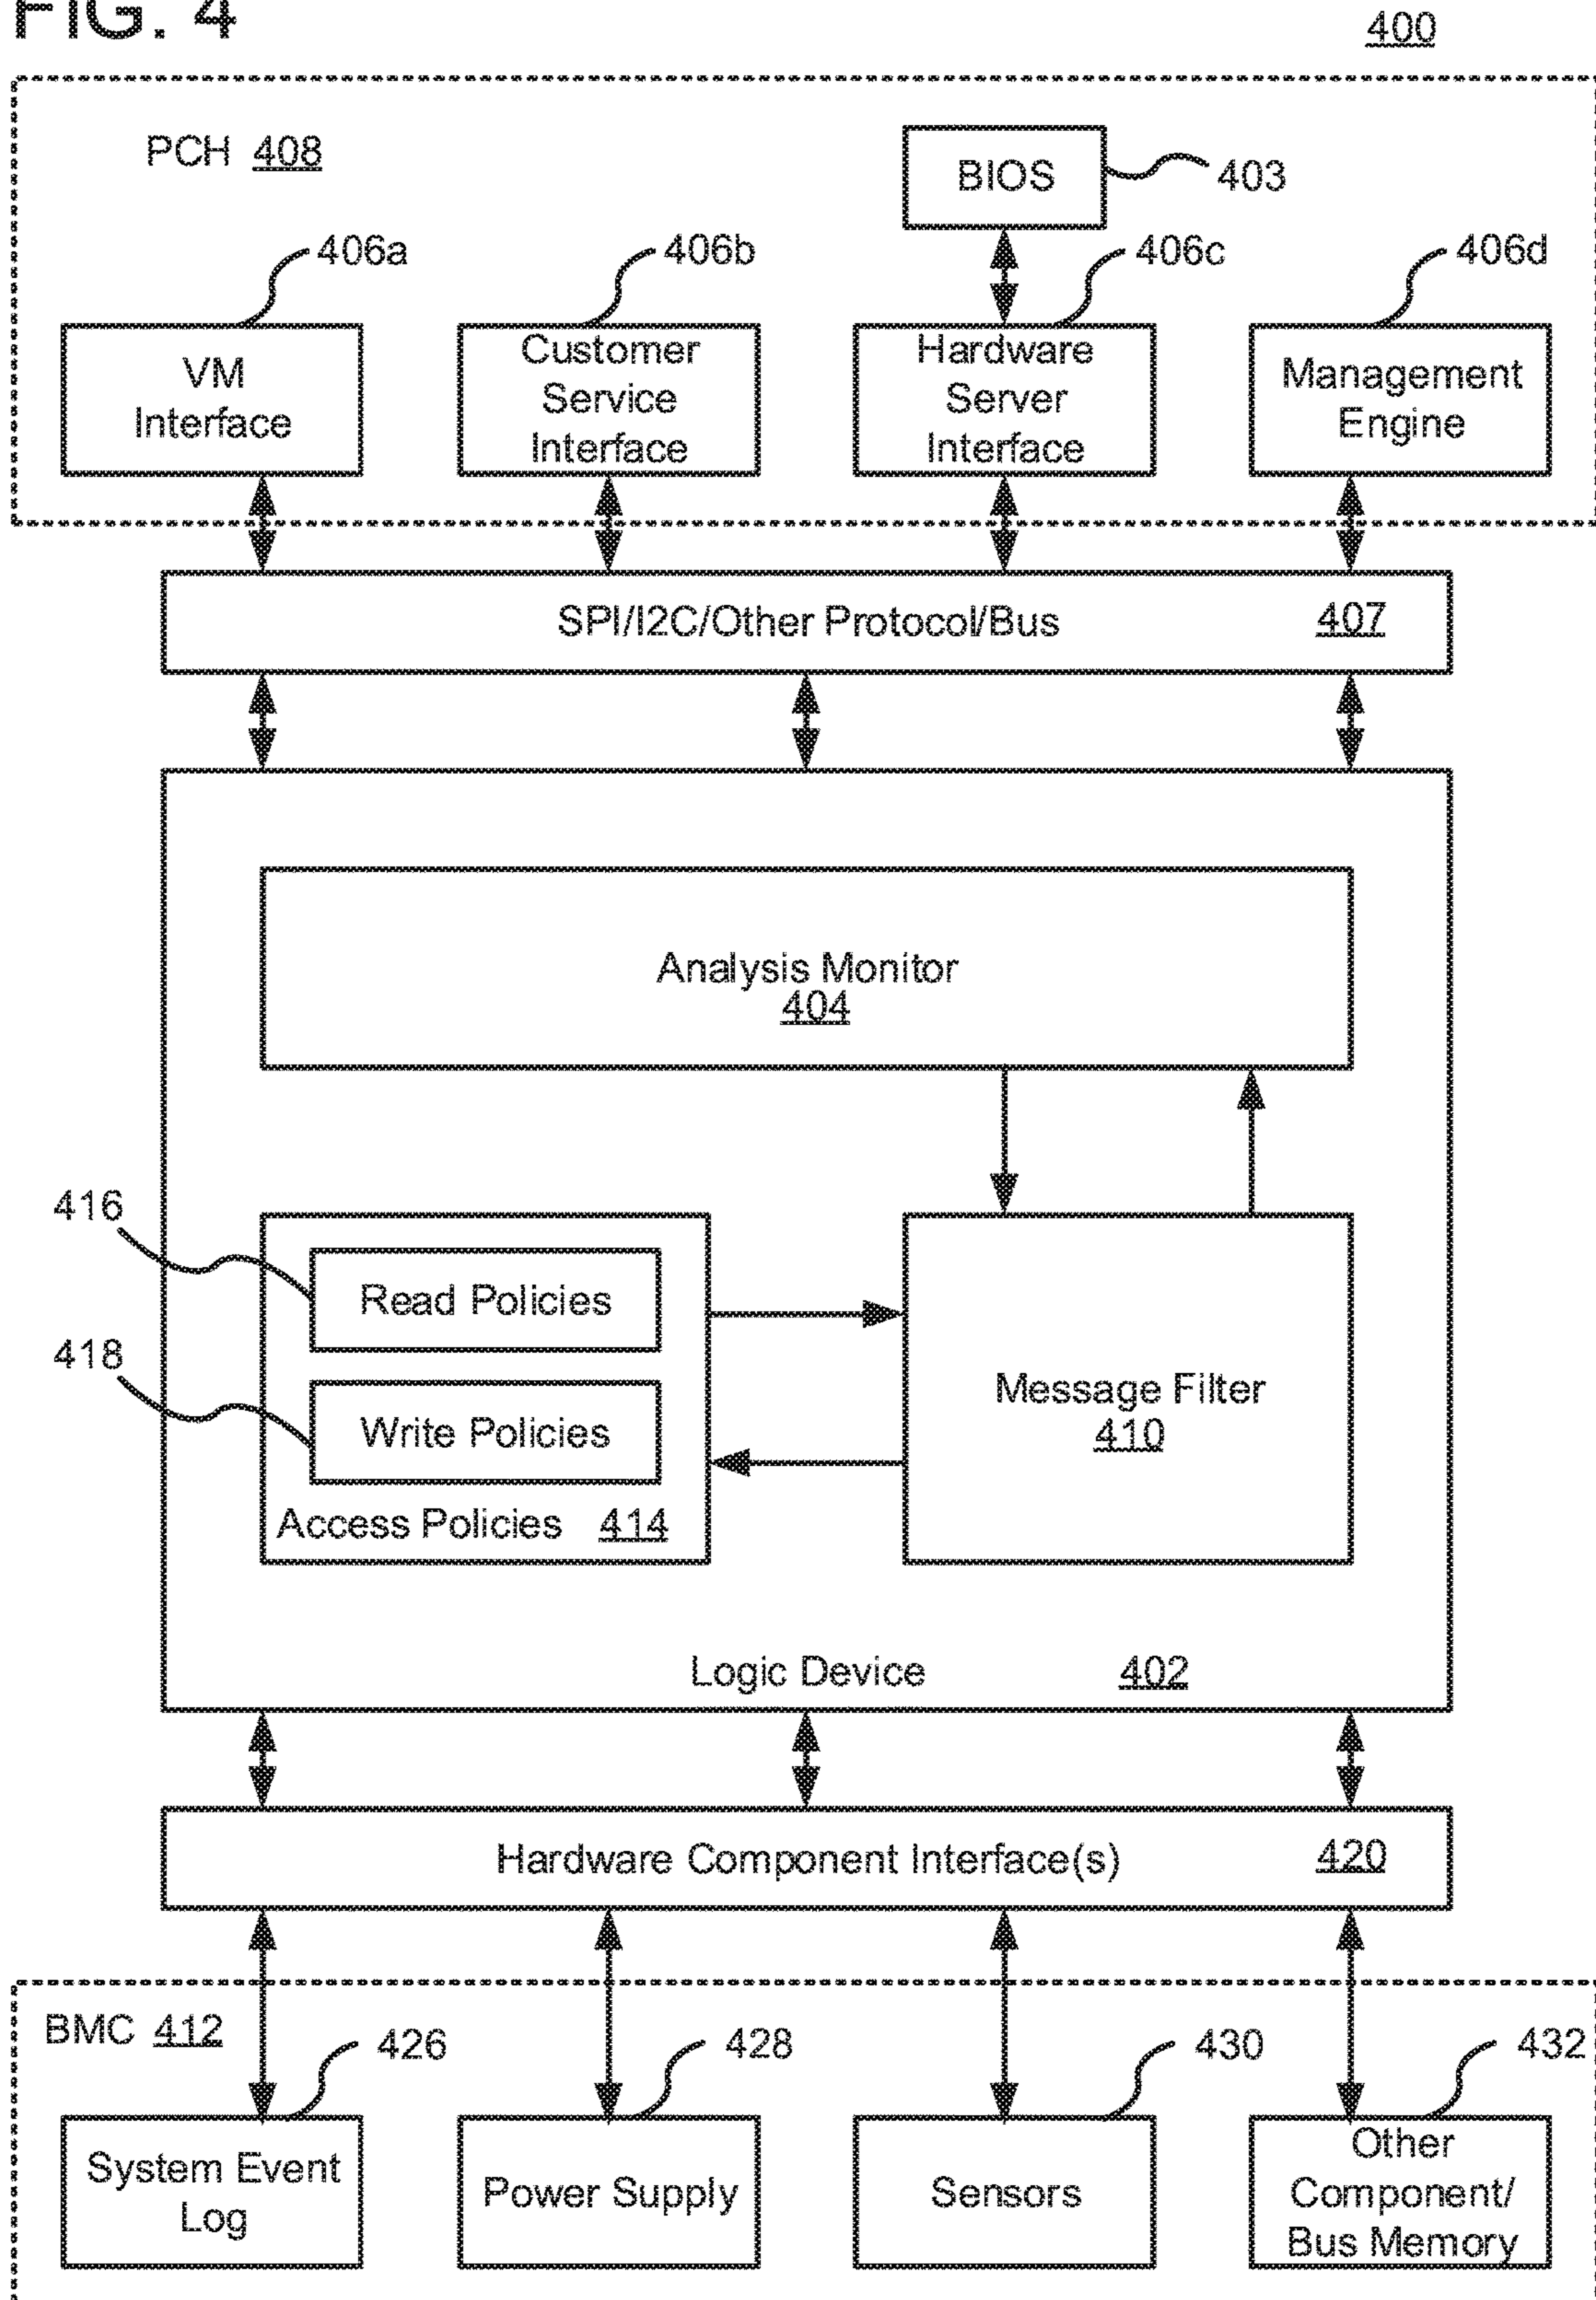 FIG. 4
400
PCH 408
BIOS
403
406a
406b
406c
406d
VM
Interface
Customer
Service
Interface
Hardware
Server
Interface
Management
Engine
SPI/I2C/Other Protocol/Bus 407
Analysis Monitor
404
416
Read Policies
418
Write Policies
Access Policies 414
Message Filter
410
Logic Device 402
Hardware Component Interface(s) 420
BMC 412
426
428
430
432
System Event
Log
Power Supply
Sensors
Other
Component/
Bus Memory